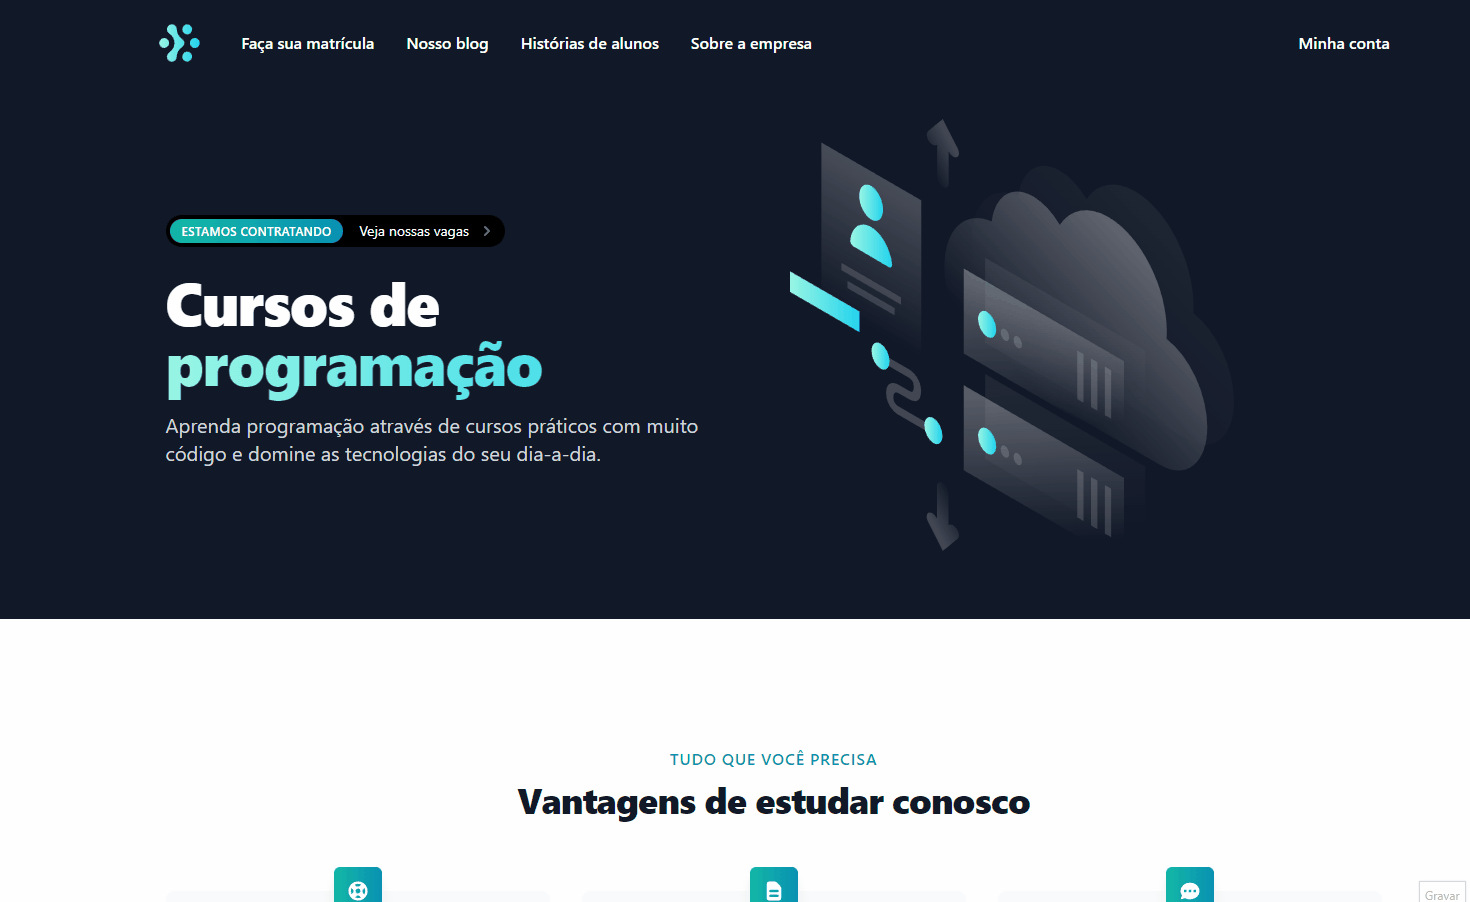 Faça sua matrícula Nosso blog Histórias de alunos Sobre a empresa Minha conta
ESTAMOS CONTRATANDO Veja nossas vagas
Cursos de
programação
Aprenda programação através de cursos práticos com muito
código e domine as tecnologias do seu dia-a-dia.
TUDO QUE VOCÊ PRECISA
Vantagens de estudar conosco
Gravar